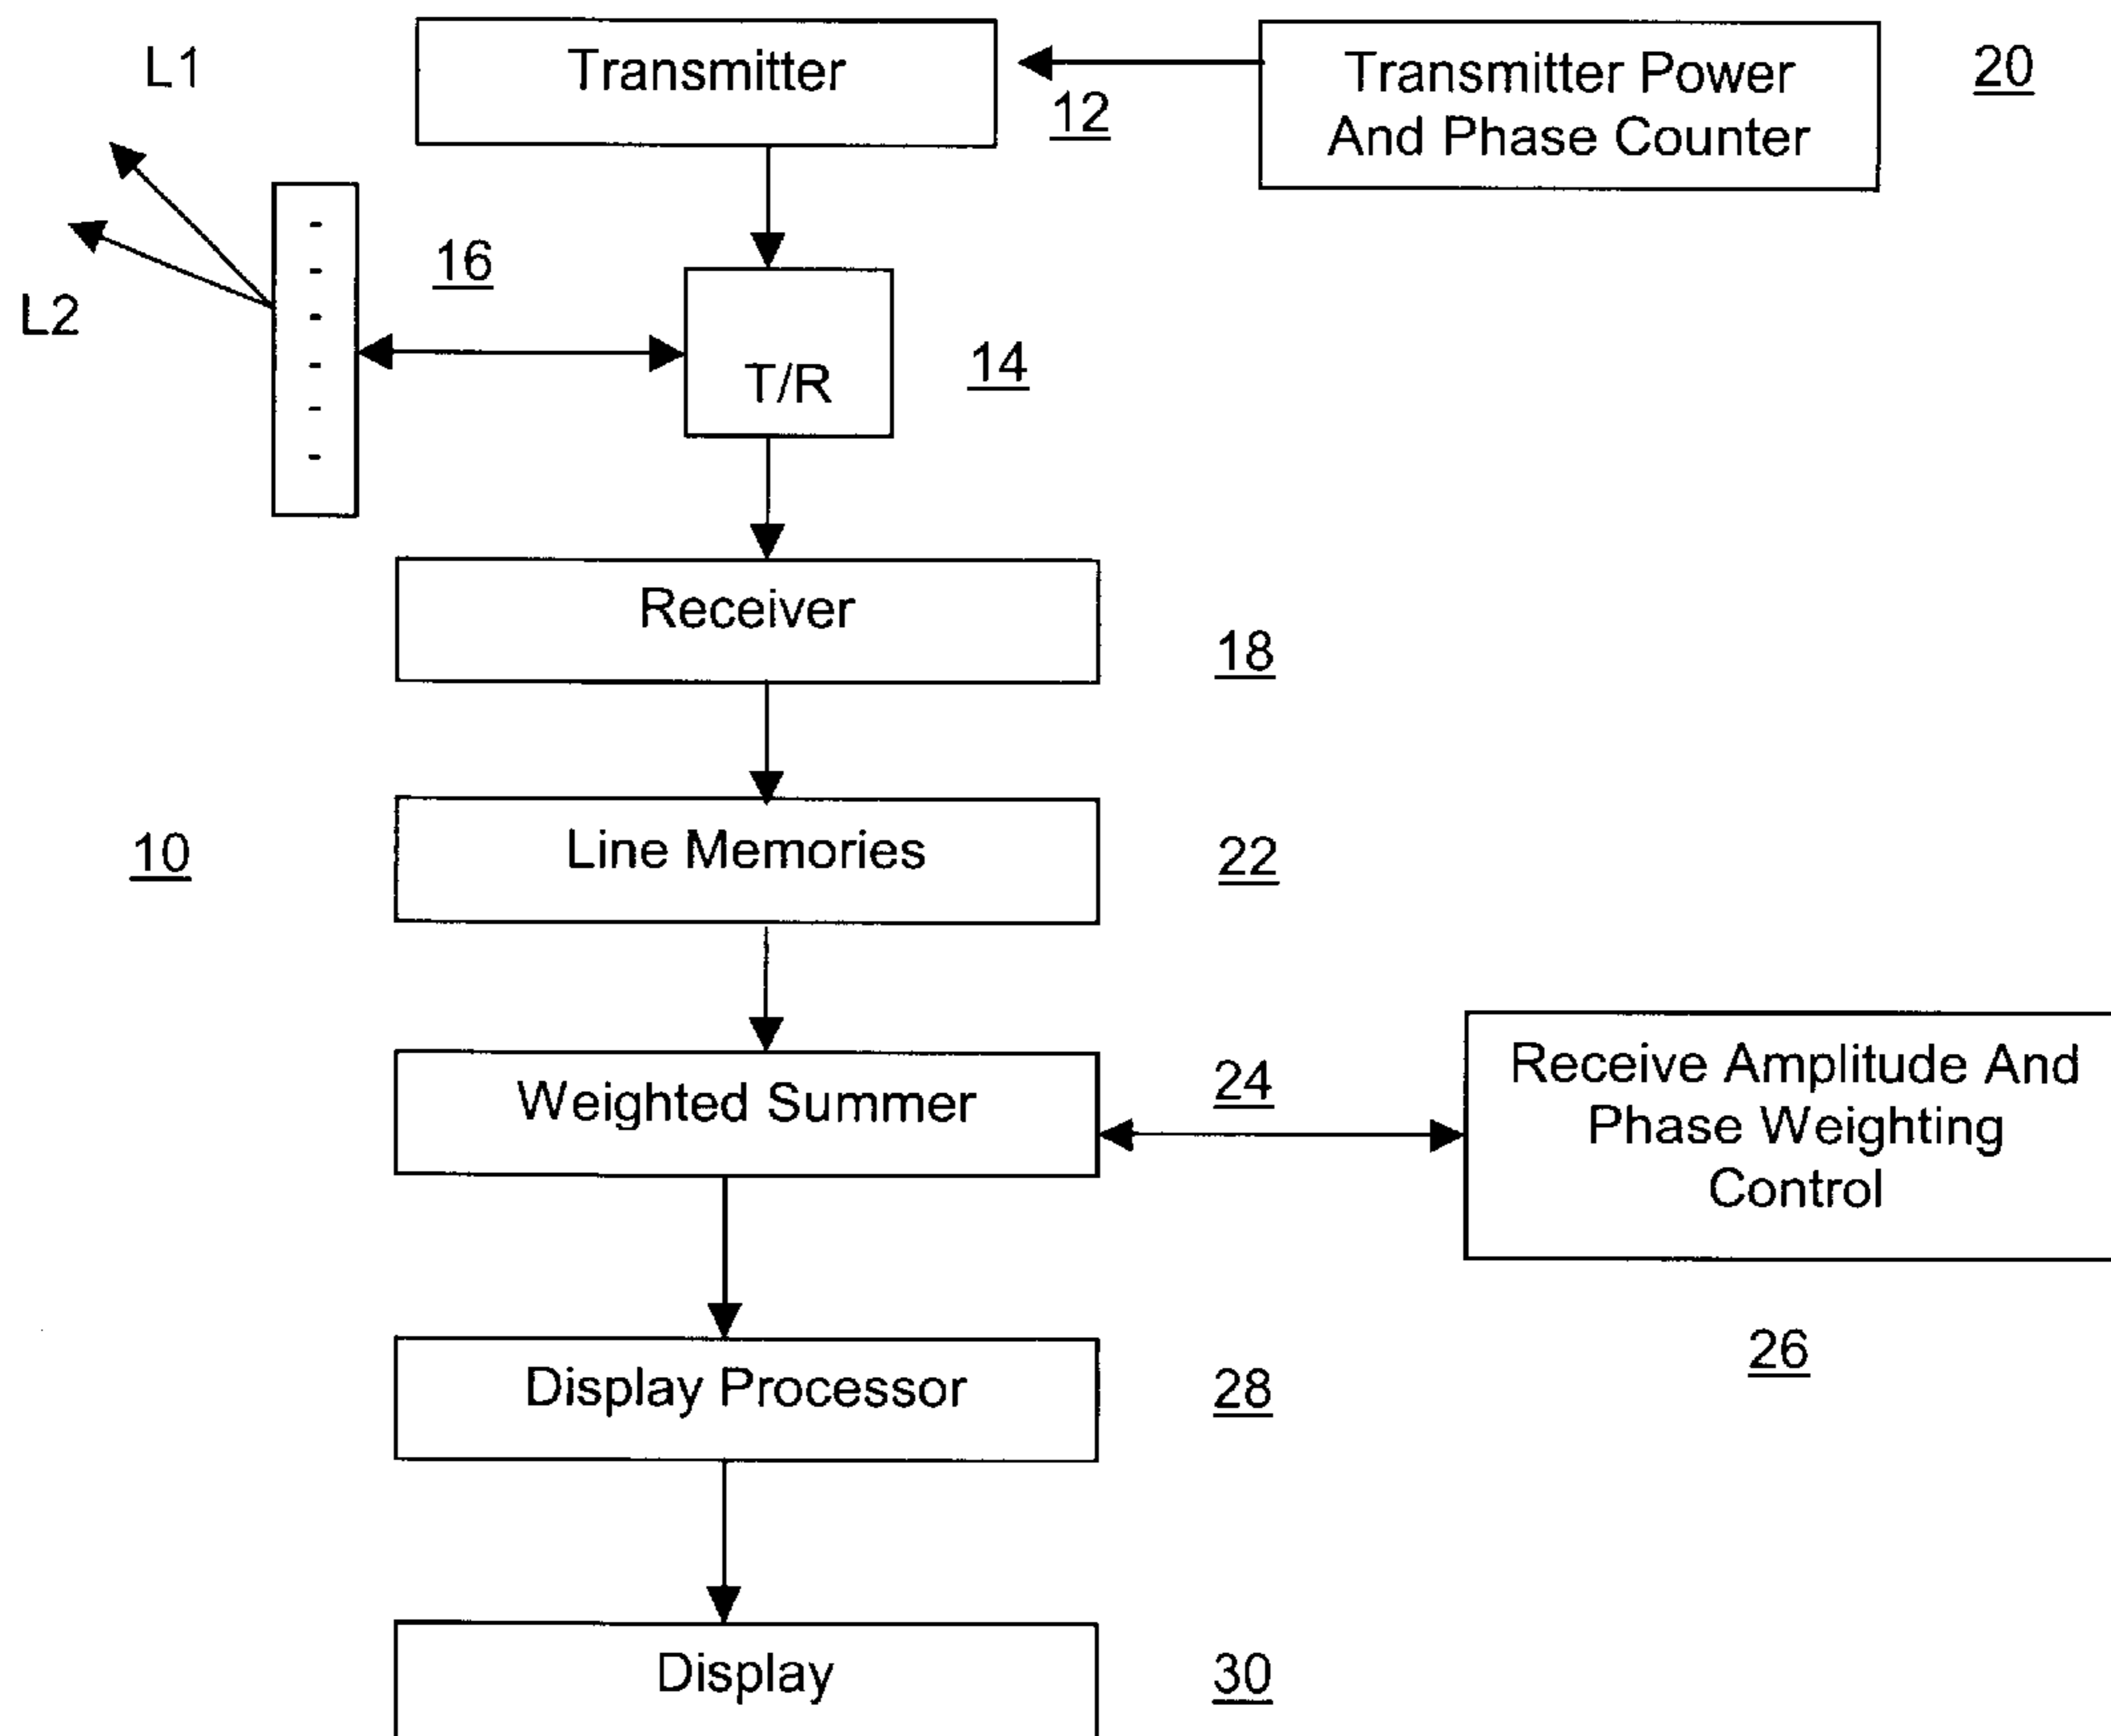 L1
Transmitter
12
Transmitter Power
And Phase Counter
20
L2
16
T/R
14
Receiver
18
10
Line Memories
22
Weighted Summer
24
Receive Amplitude And
Phase Weighting
Control
26
Display Processor
28
Display
30